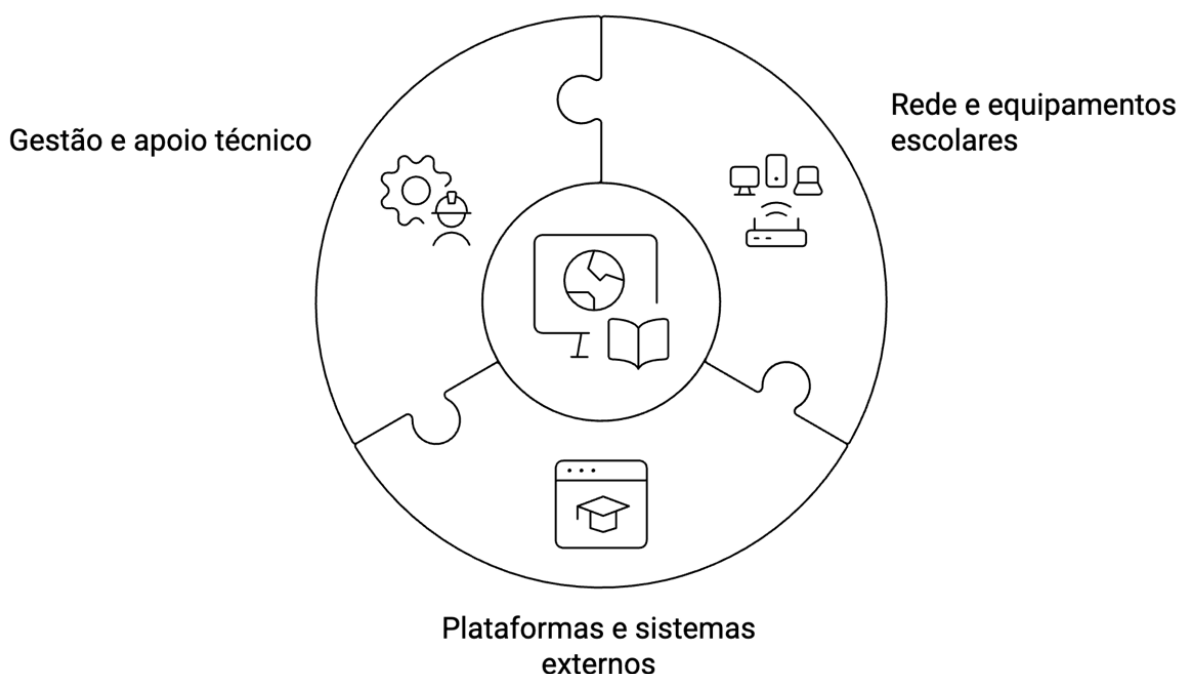 Gestão e apoio técnico
Rede e equipamentos
escolares
Plataformas e sistemas
externos